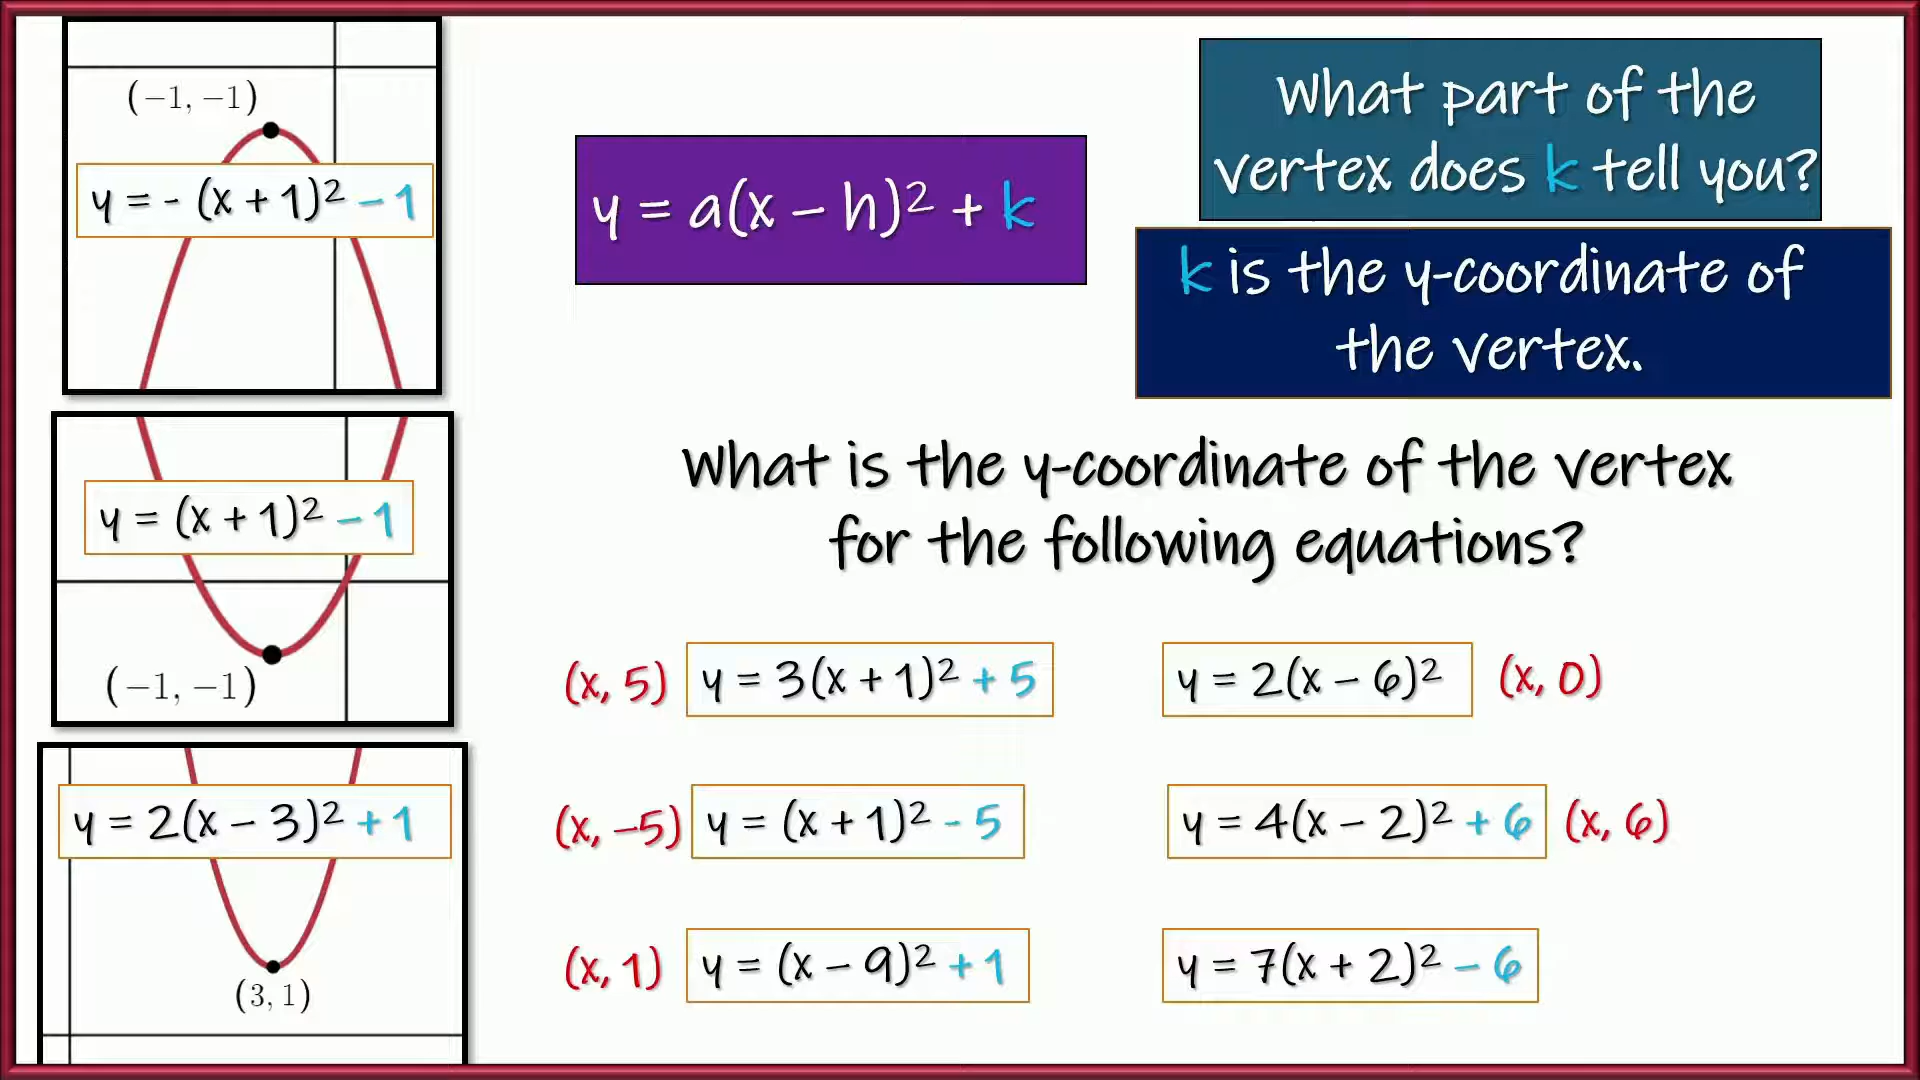 (−1, −1)
y = - (x + 1)² − 1
y = (x + 1)² − 1
(−1, −1)
y = 2(x − 3)² + 1
(3, 1)
y = a(x − h)² + k
What part of the
vertex does k tell you?
k is the y-coordinate of
the vertex.
What is the y-coordinate of the vertex
for the following equations?
(x, 5) y = 3(x + 1)² + 5
y = 2(x − 6)² (x, 0)
(x, −5) y = (x + 1)² - 5
y = 4(x − 2)² + 6 (x, 6)
(x, 1) y = (x − 9)² + 1
y = 7(x + 2)² − 6